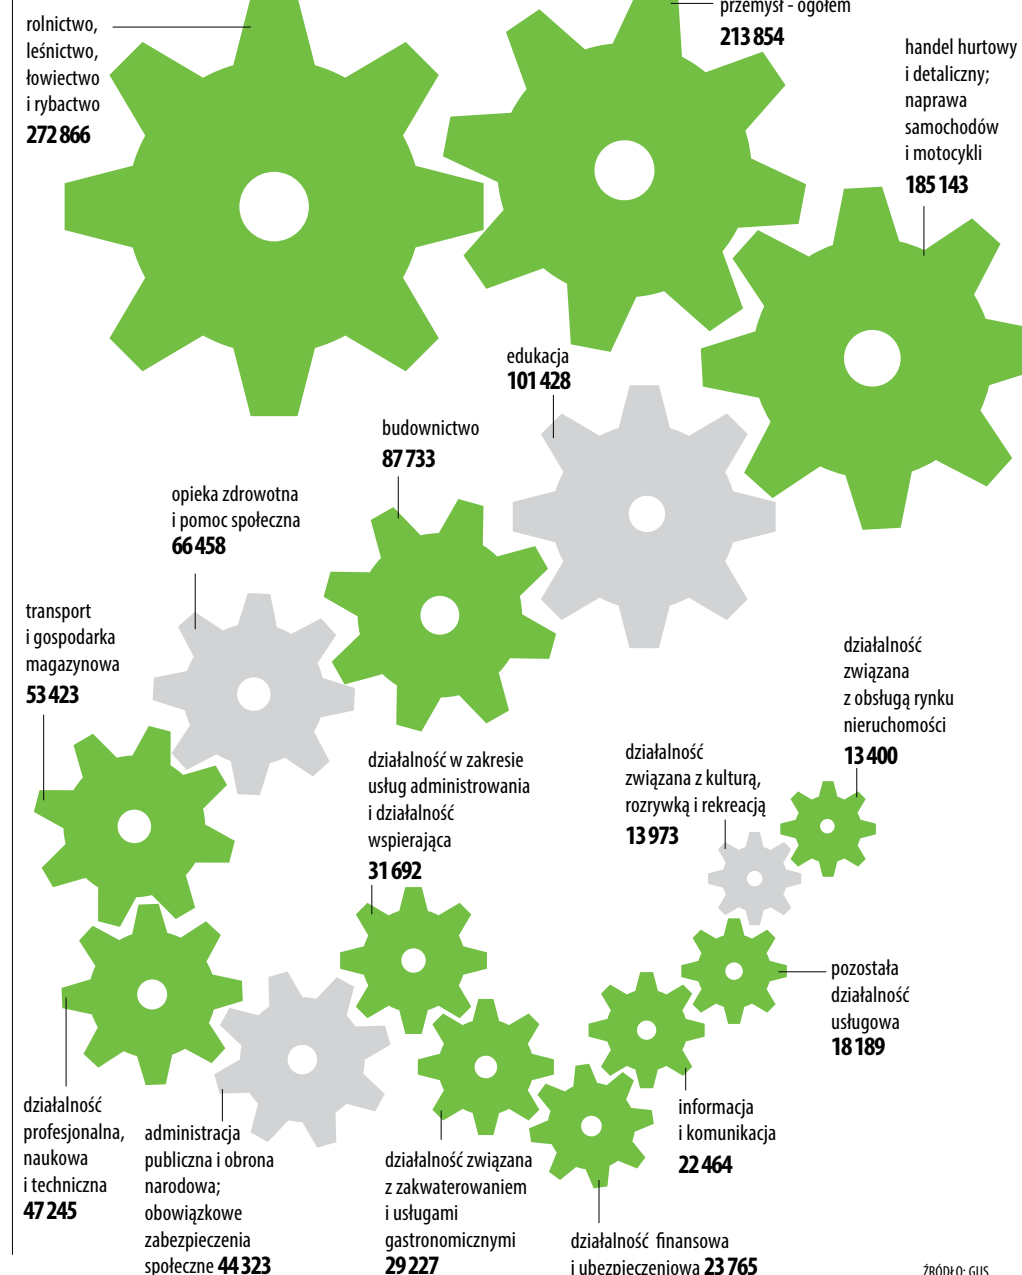 rolnictwo,
leśnictwo,
łowiectwo
i rybactwo
272 866
przemysł - ogółem
213 854
handel hurtowy
i detaliczny;
naprawa
samochodów
i motocykli
185 143
edukacja
101 428
budownictwo
87 733
opieka zdrowotna
i pomoc społeczna
66 458
transport
i gospodarka
magazynowa
53 423
działalność
profesjonalna,
naukowa
i techniczna
47 245
administracja
publiczna i obrona
narodowa;
obowiązkowe
zabezpieczenia
społeczne 44 323
działalność w zakresie
usług administrowania
i działalność
wspierająca
31 692
działalność związana
z zakwaterowaniem
i usługami
gastronomicznymi
29 227
działalność finansowa
i ubezpieczeniowa 23 765
informacja
i komunikacja
22 464
pozostała
działalność
usługowa
18 189
działalność
związana z kulturą,
rozrywką i rekreacją
13 973
działalność
związana
z obsługą rynku
nieruchomości
13 400
ŹRÓDŁO: GUS